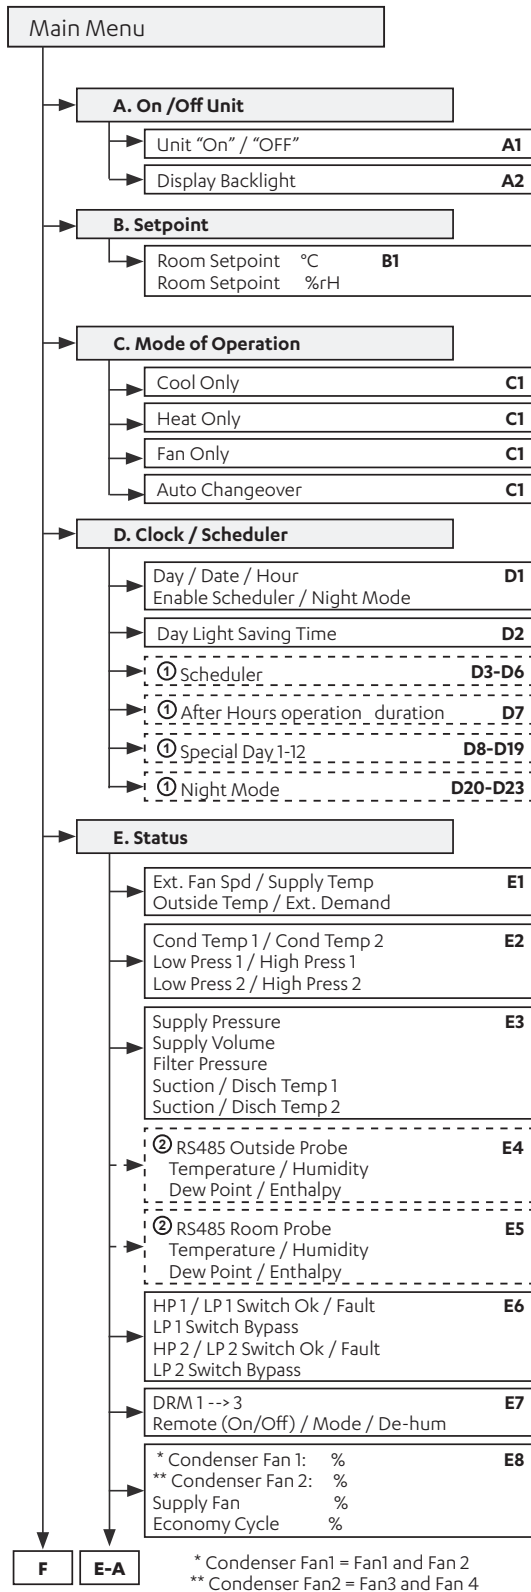 Main Menu
A. On /Off Unit
Unit “On” / “OFF” A1
Display Backlight A2
B. Setpoint
Room Setpoint °C B1
Room Setpoint %rH
C. Mode of Operation
Cool Only C1
Heat Only C1
Fan Only C1
Auto Changeover C1
D. Clock / Scheduler
Day / Date / Hour D1
Enable Scheduler / Night Mode
Day Light Saving Time D2
① Scheduler D3-D6
① After Hours operation duration D7
① Special Day 1-12 D8-D19
① Night Mode D20-D23
E. Status
Ext. Fan Spd / Supply Temp E1
Outside Temp / Ext. Demand
Cond Temp 1 / Cond Temp 2 E2
Low Press 1 / High Press 1
Low Press 2 / High Press 2
Supply Pressure E3
Supply Volume
Filter Pressure
Suction / Disch Temp 1
Suction / Disch Temp 2
② RS485 Outside Probe E4
Temperature / Humidity
Dew Point / Enthalpy
② RS485 Room Probe E5
Temperature / Humidity
Dew Point / Enthalpy
HP 1 / LP 1 Switch Ok / Fault E6
LP 1 Switch Bypass
HP 2 / LP 2 Switch Ok / Fault
LP 2 Switch Bypass
DRM 1 --> 3 E7
Remote (On/Off) / Mode / De-hum
* Condenser Fan 1: % E8
** Condenser Fan 2: %
Supply Fan %
Economy Cycle %
F E-A
* Condenser Fan1 = Fan1 and Fan 2
** Condenser Fan2 = Fan3 and Fan 4